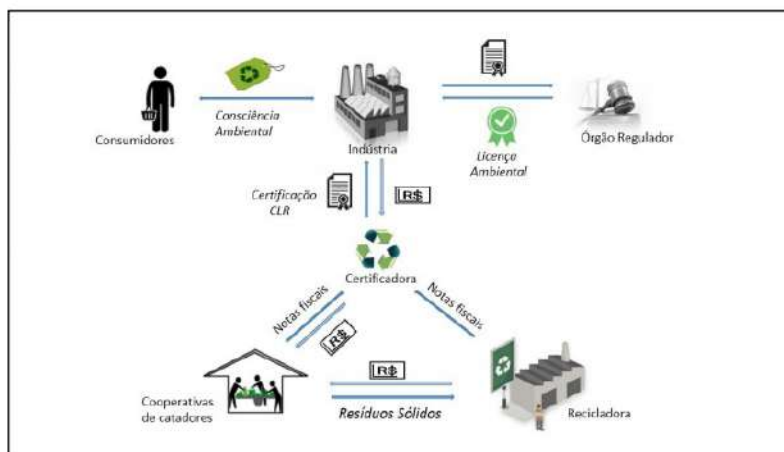 Consumidores
Consciência
Ambiental
Indústria
Licença
Ambiental
Órgão Regulador
Certificação
CLR
R$
Certificadora
Notas fiscais
R$
Notas fiscais
R$
Cooperativas
de catadores
Resíduos Sólidos
Recicladora